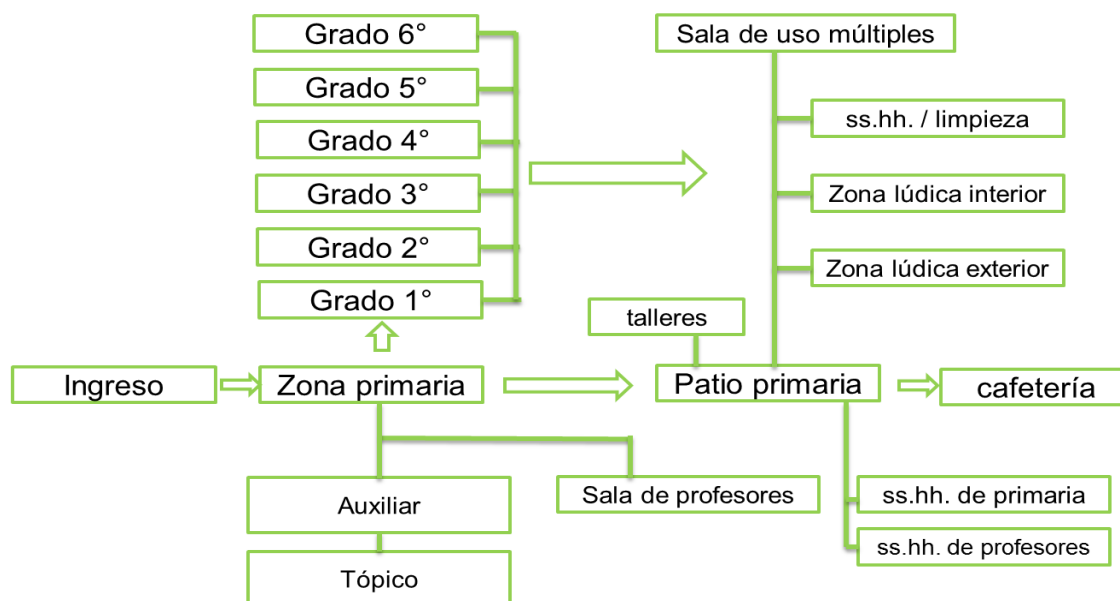 Grado 6°
Sala de uso múltiples
Grado 5°
ss.hh. / limpieza
Grado 4°
Grado 3°
Zona lúdica interior
Grado 2°
Zona lúdica exterior
Grado 1°
talleres
Ingreso
Zona primaria
Patio primaria
cafetería
Auxiliar
Sala de profesores
ss.hh. de primaria
ss.hh. de profesores
Tópico